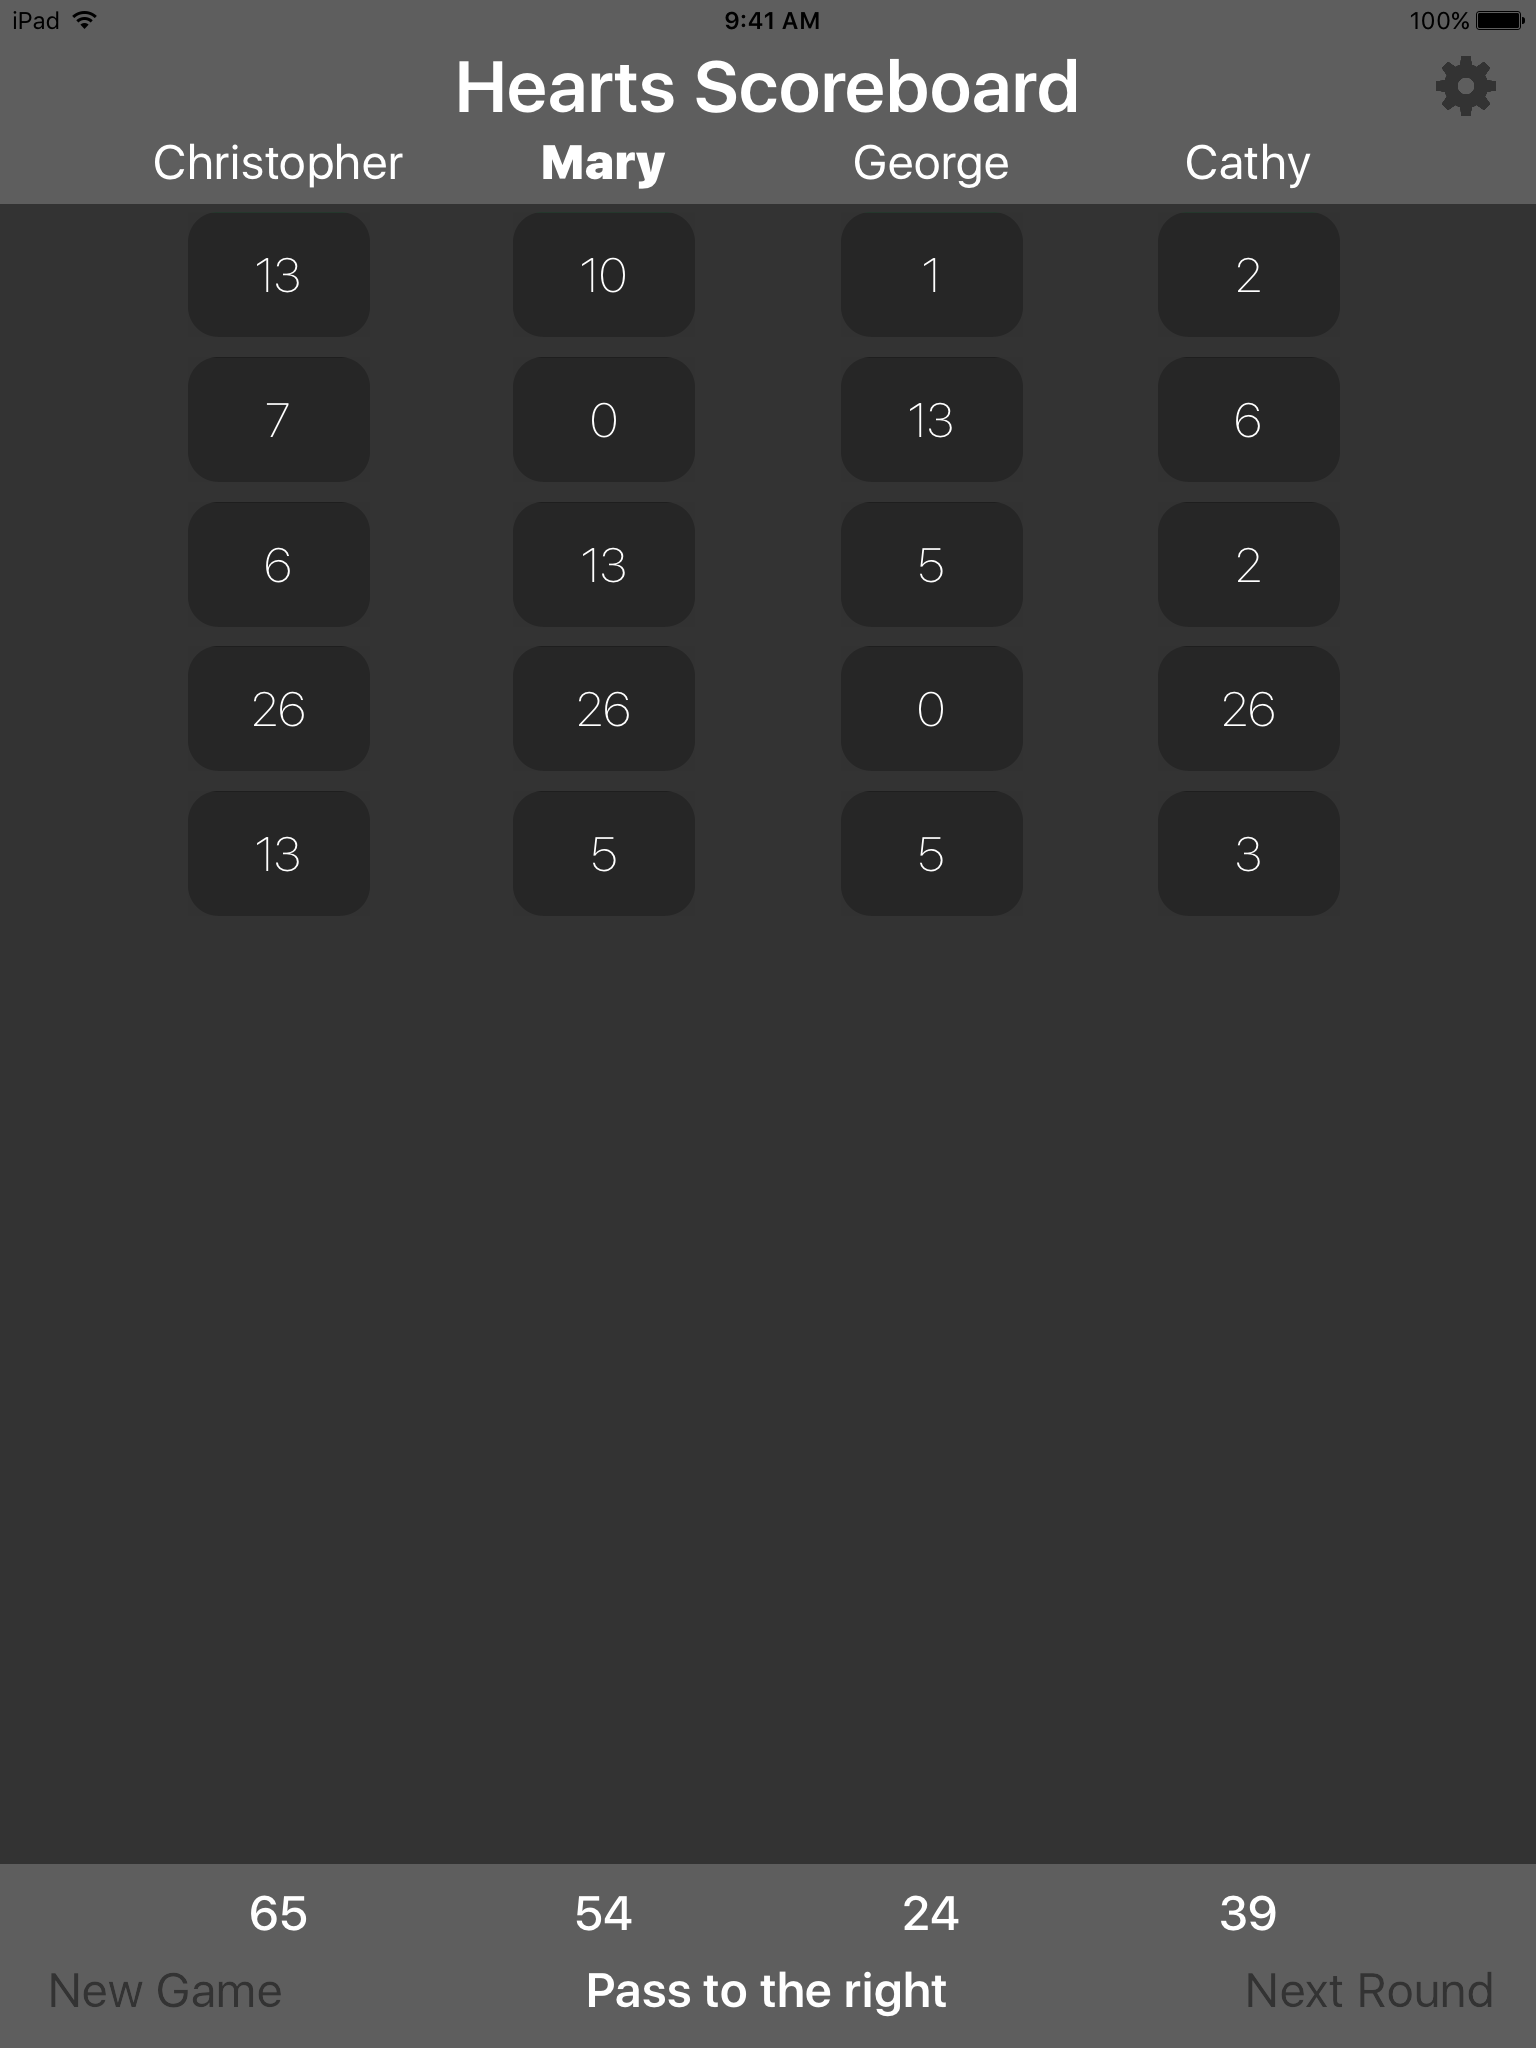 iPad 9:41 AM 100%
Hearts Scoreboard
Christopher Mary George Cathy
13 10 1 2
7 0 13 6
6 13 5 2
26 26 0 26
13 5 5 3
65 54 24 39
New Game Pass to the right Next Round